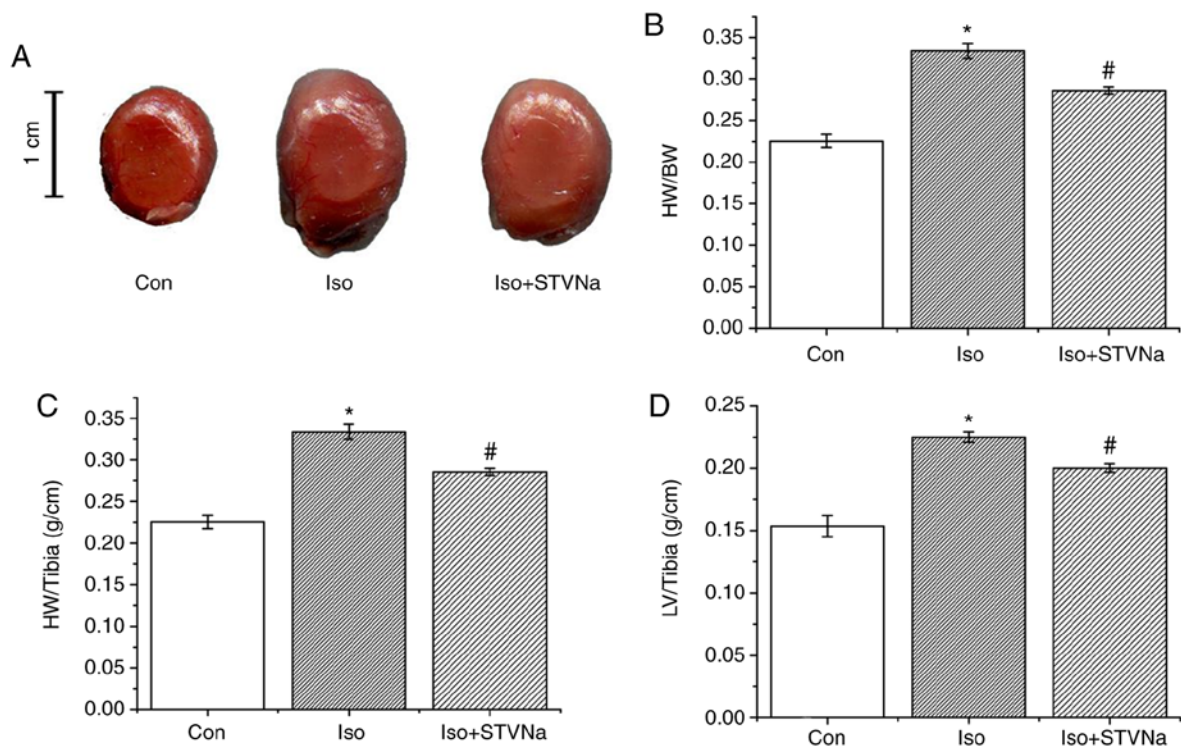 A
1 cm
Con
Iso
Iso+STVNa
B
HW/BW
0.35
0.30
0.25
0.20
0.15
0.10
0.05
0.00
*
#
Con
Iso
Iso+STVNa
C
HW/Tibia (g/cm)
0.35
0.30
0.25
0.20
0.15
0.10
0.05
0.00
*
#
Con
Iso
Iso+STVNa
D
LV/Tibia (g/cm)
0.25
0.20
0.15
0.10
0.05
0.00
*
#
Con
Iso
Iso+STVNa